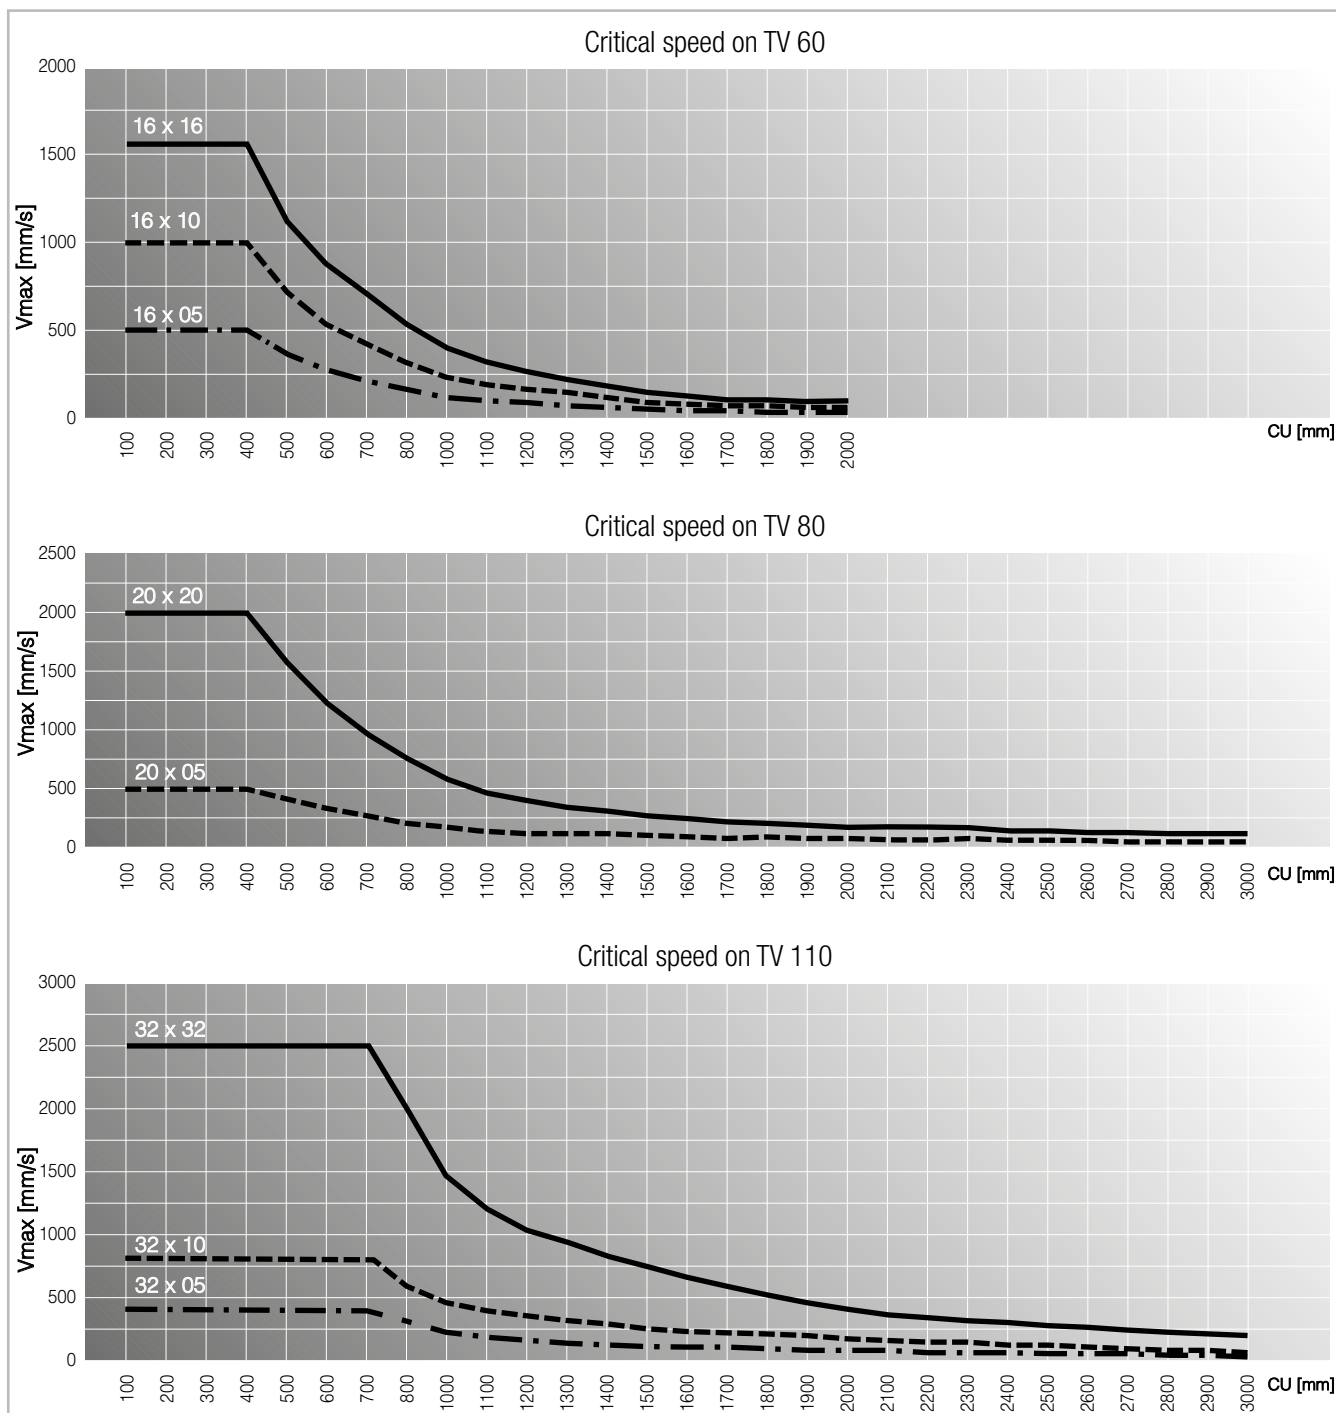 Critical speed on TV 60
2000
1500
1000
500
0
Vmax [mm/s]
16 x 16
16 x 10
16 x 05
100 200 300 400 500 600 700 800 1000 1100 1200 1300 1400 1500 1600 1700 1800 1900 2000
CU [mm]
Critical speed on TV 80
2500
2000
1500
1000
500
0
Vmax [mm/s]
20 x 20
20 x 05
100 200 300 400 500 600 700 800 1000 1100 1200 1300 1400 1500 1600 1700 1800 1900 2000 2100 2200 2300 2400 2500 2600 2700 2800 2900 3000
CU [mm]
Critical speed on TV 110
3000
2500
2000
1500
1000
500
0
Vmax [mm/s]
32 x 32
32 x 10
32 x 05
100 200 300 400 500 600 700 800 1000 1100 1200 1300 1400 1500 1600 1700 1800 1900 2000 2100 2200 2300 2400 2500 2600 2700 2800 2900 3000
CU [mm]